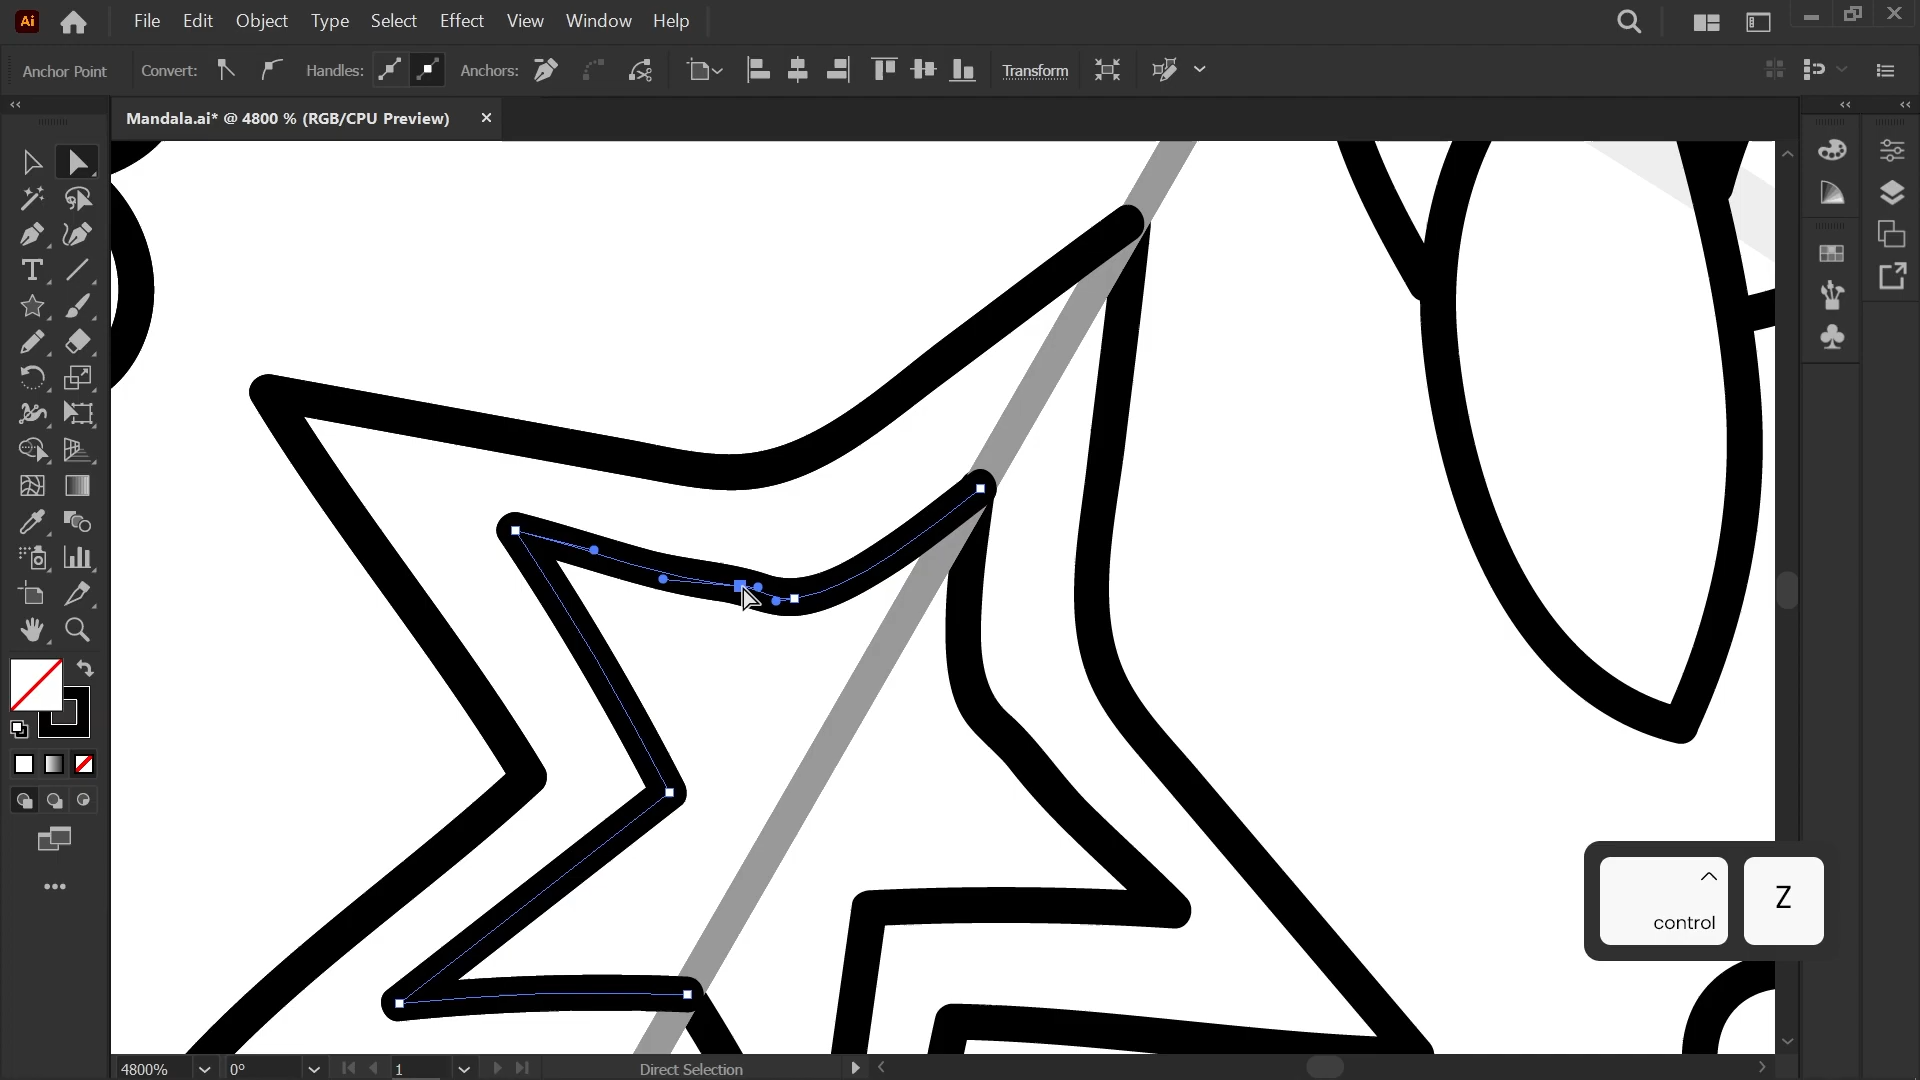 Ai File Edit Object Type Select Effect View Window Help
Anchor Point Convert: Handles: Anchors: Transform
Mandala.ai* @ 4800 % (RGB/CPU Preview)
control Z
4800% 0° 1 Direct Selection